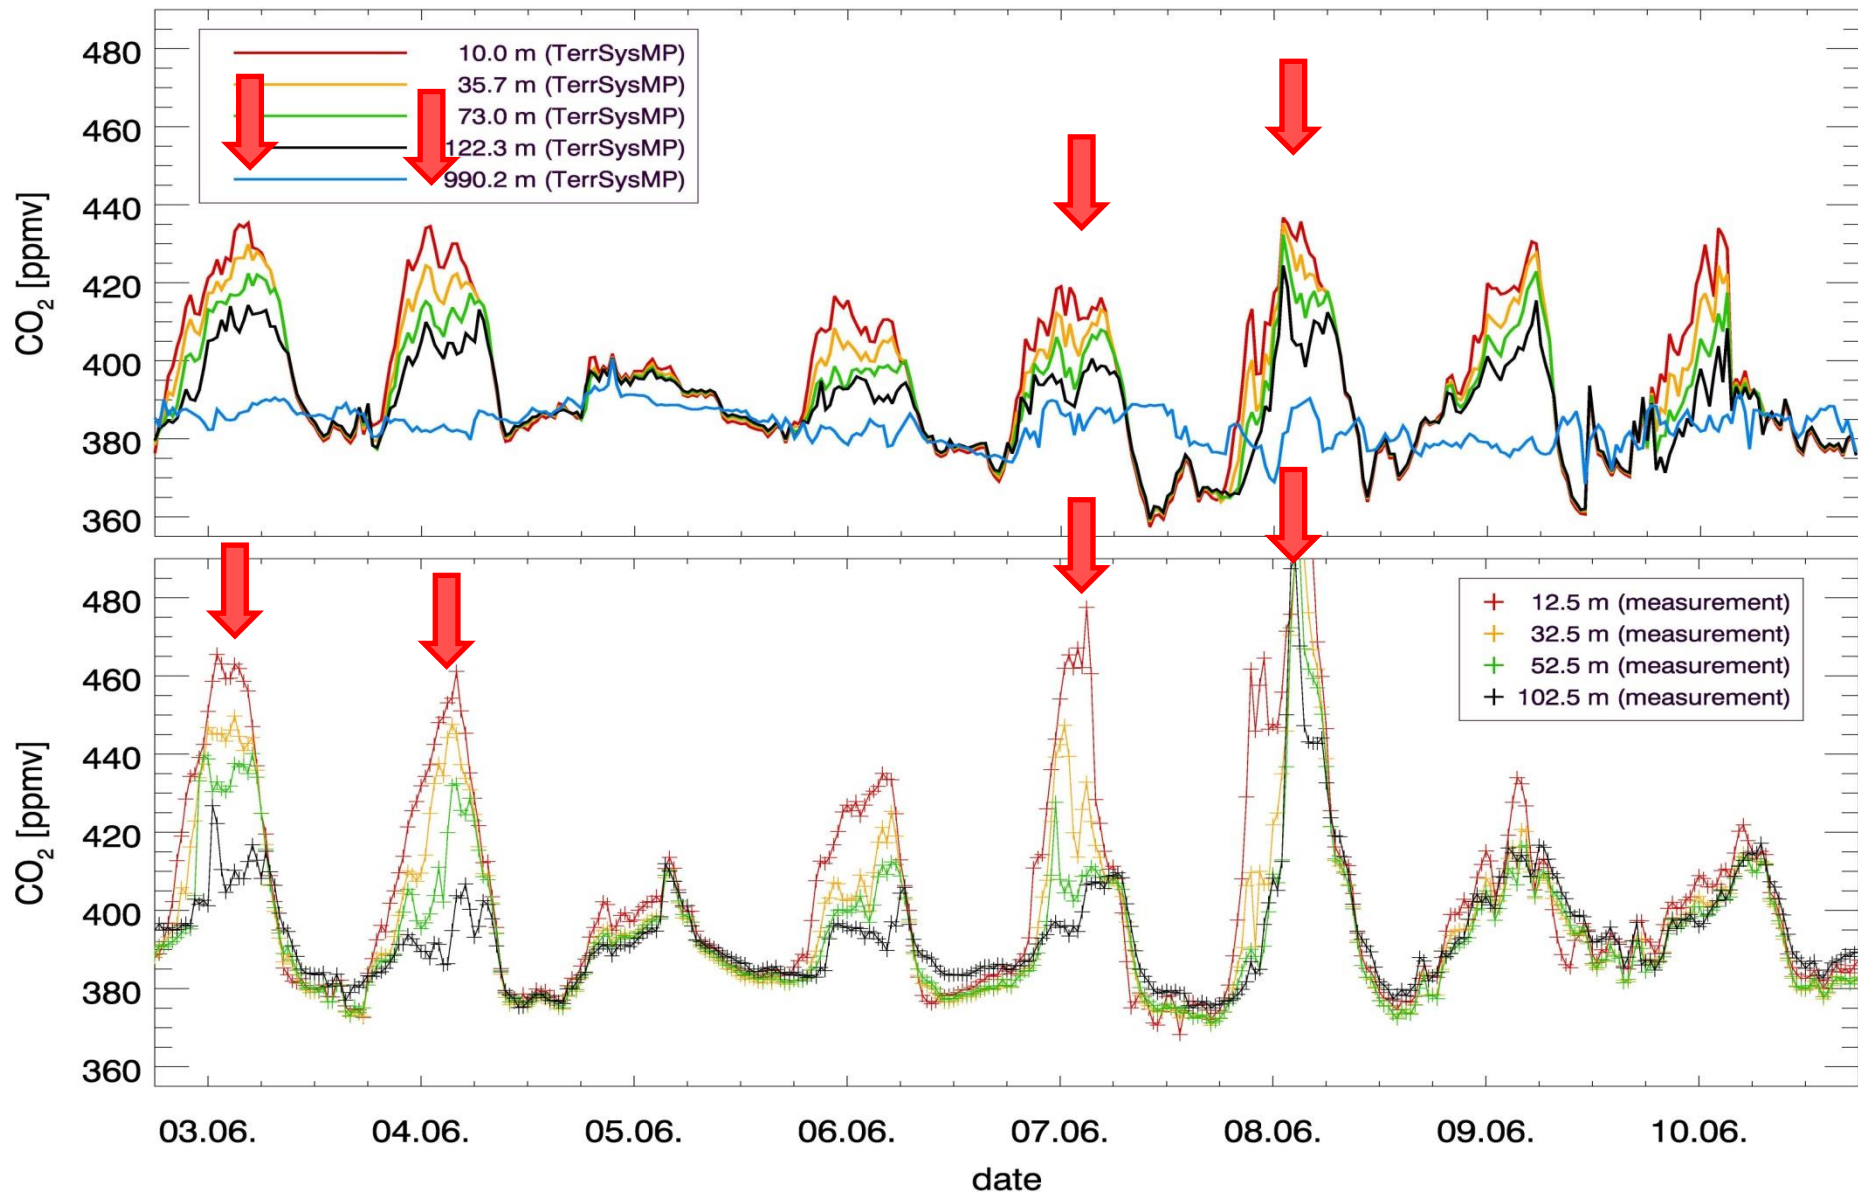 480
460
440
420
400
380
360
CO2 [ppmv]
10.0 m (TerrSysMP)
35.7 m (TerrSysMP)
73.0 m (TerrSysMP)
122.3 m (TerrSysMP)
990.2 m (TerrSysMP)
480
460
440
420
400
380
360
CO2 [ppmv]
12.5 m (measurement)
32.5 m (measurement)
52.5 m (measurement)
102.5 m (measurement)
03.06. 04.06. 05.06. 06.06. 07.06. 08.06. 09.06. 10.06.
date